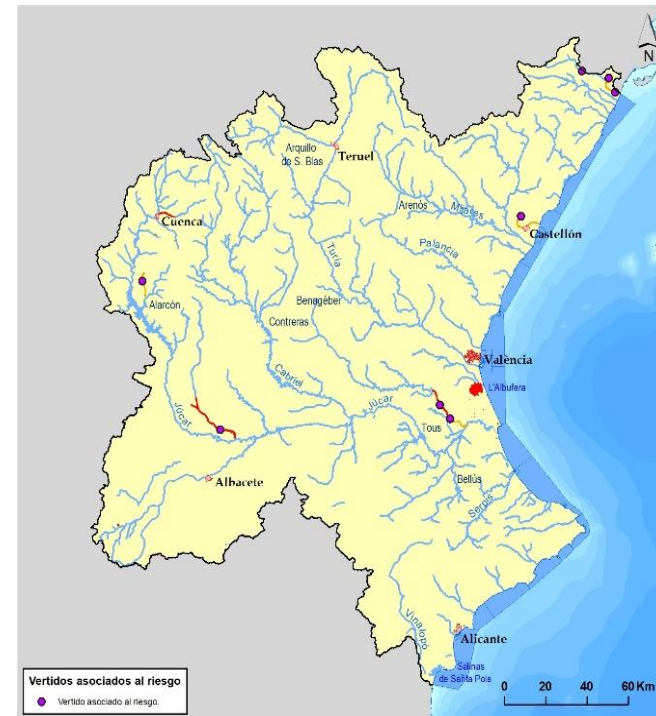 N
Arquillo
de S. Blas
Teruel
Cuenca
Arenós
Mijares
Castellón
Palancia
Turia
Alarcón
Benagéber
Contreras
València
Cabriel
L'Albufera
Júcar
Júcar
Tous
Albacete
Bellús
Serpis
Vinalopó
Alicante
Salinas
de Santa Pola
Vertidos asociados al riesgo
Vertido asociado al riesgo.
0 20 40 60 Km